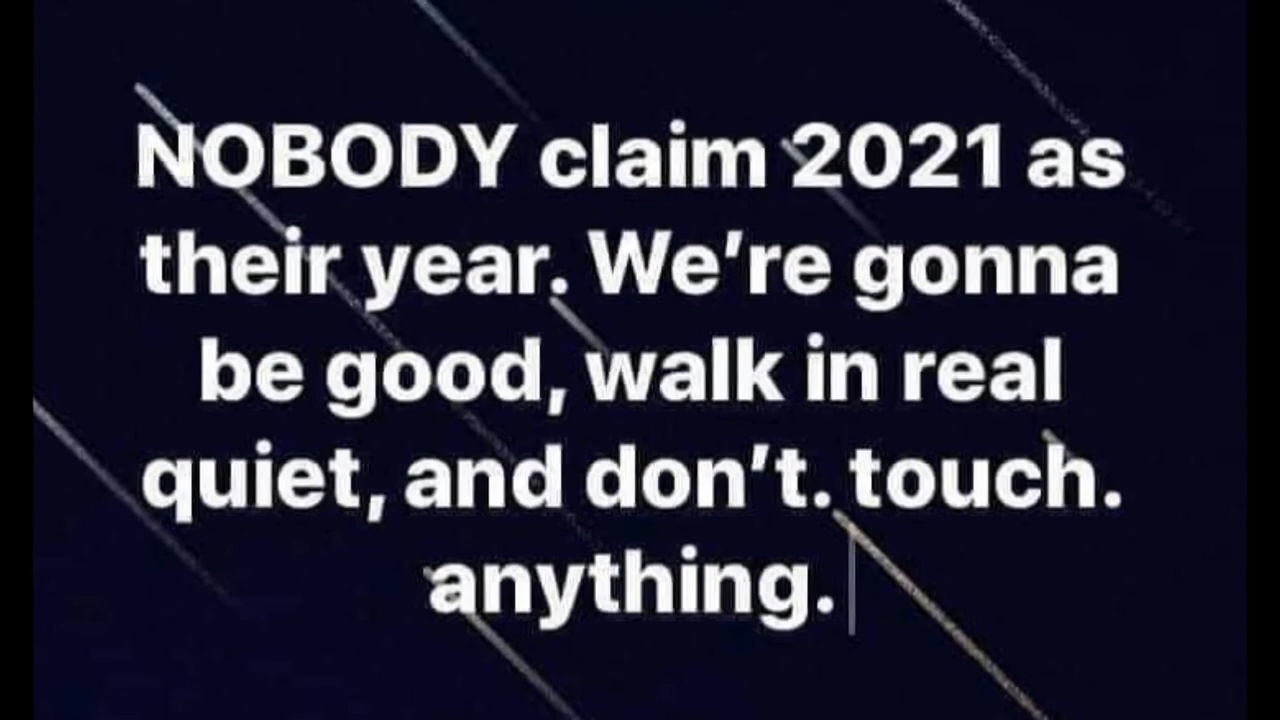 NOBODY claim 2021 as
their year. We’re gonna
be good, walk in real
quiet, and don’t. touch.
anything.